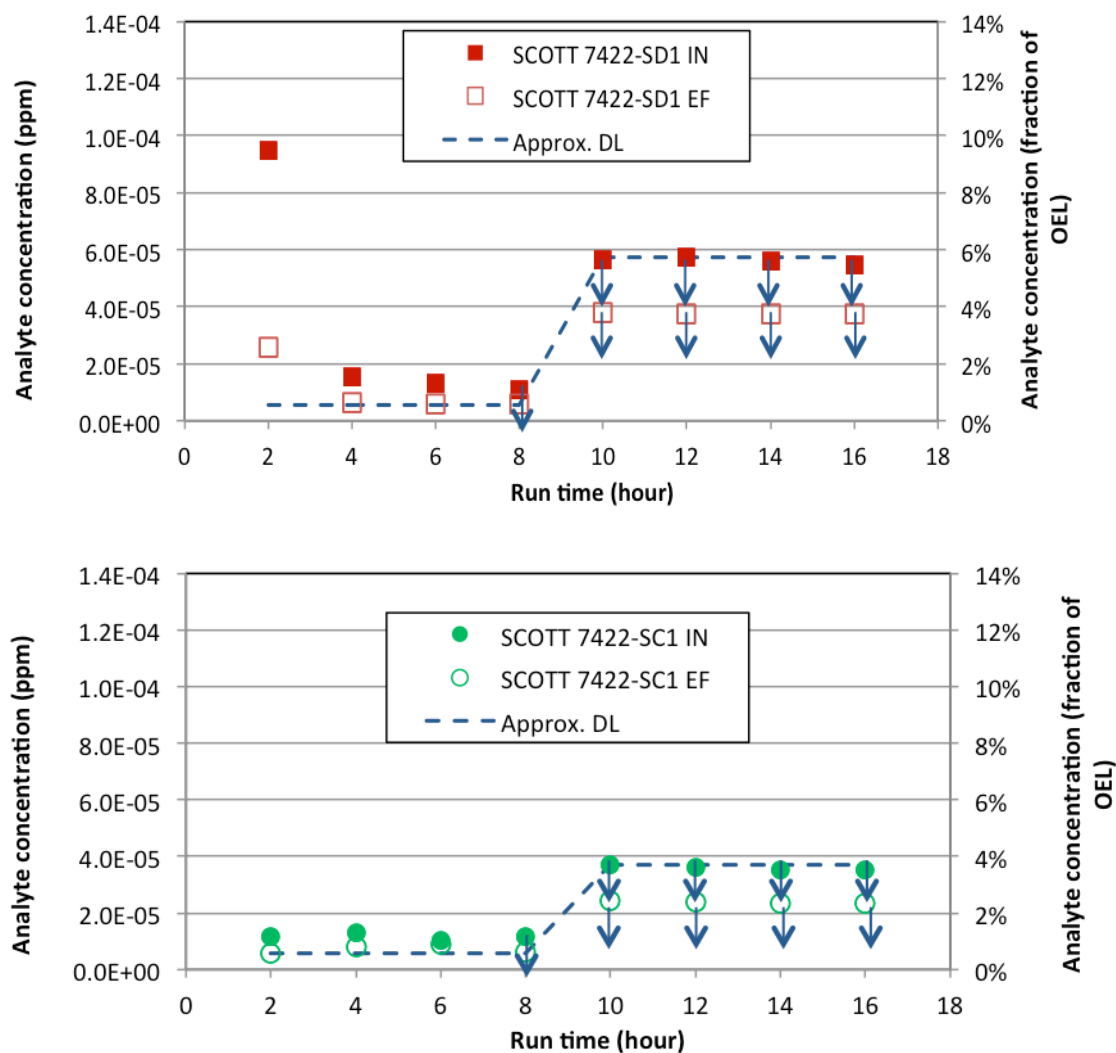 1.4E-04
1.2E-04
1.0E-04
8.0E-05
6.0E-05
4.0E-05
2.0E-05
0.0E+00
Analyte concentration (ppm)
SCOTT 7422-SD1 IN
SCOTT 7422-SD1 EF
Approx. DL
14%
12%
10%
8%
6%
4%
2%
0%
Analyte concentration (fraction of
OEL)
0 2 4 6 8 10 12 14 16 18
Run time (hour)
1.4E-04
1.2E-04
1.0E-04
8.0E-05
6.0E-05
4.0E-05
2.0E-05
0.0E+00
Analyte concentration (ppm)
SCOTT 7422-SC1 IN
SCOTT 7422-SC1 EF
Approx. DL
14%
12%
10%
8%
6%
4%
2%
0%
Analyte concentration (fraction of
OEL)
0 2 4 6 8 10 12 14 16 18
Run time (hour)